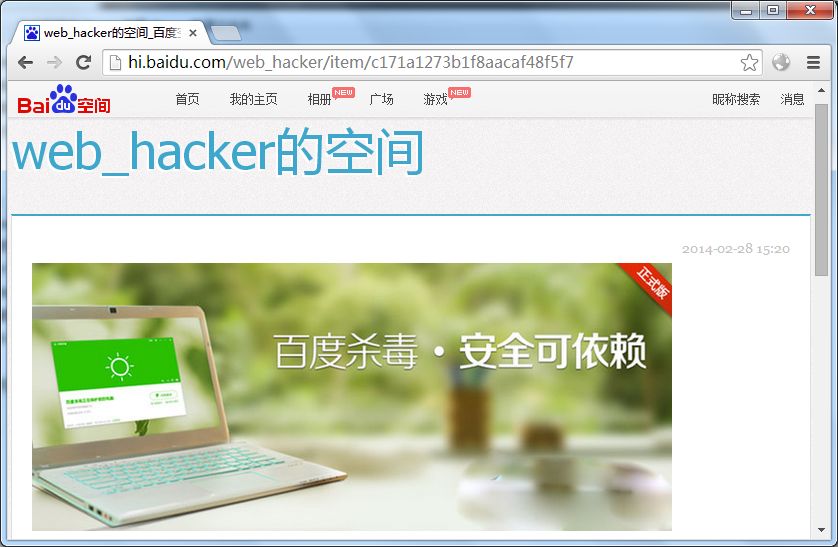 web_hacker的空间_百度空
hi.baidu.com/web_hacker/item/c171a1273b1f8aacaf48f5f7
Bai du 空间 首页 我的主页 相册 NEW 广场 游戏 NEW 昵称搜索 消息
web_hacker的空间
2014-02-28 15:20
正式版
百度杀毒·安全可依赖